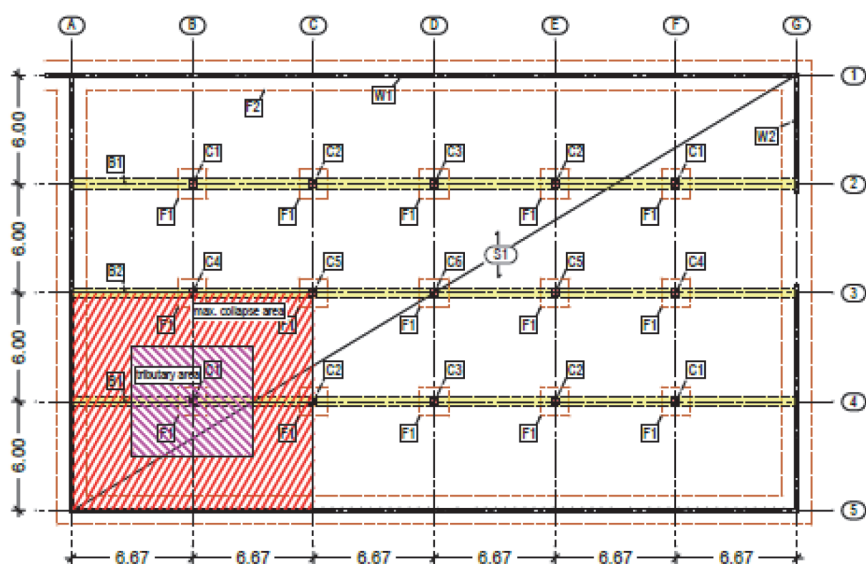 A B C D E F G
1
F2 W1
W2
6.00
B1 C1 C2 C3 C2 C1
2
F1 F1 F1 F1 F1
6.00
S1
B2 C4 C5 C6 C5 C4
3
max. collapse area
F1 F1 F1 F1 F1
6.00
tributary area
B1 C1 C2 C3 C2 C1
4
F1 F1 F1 F1 F1
6.00
5
6.67 6.67 6.67 6.67 6.67 6.67